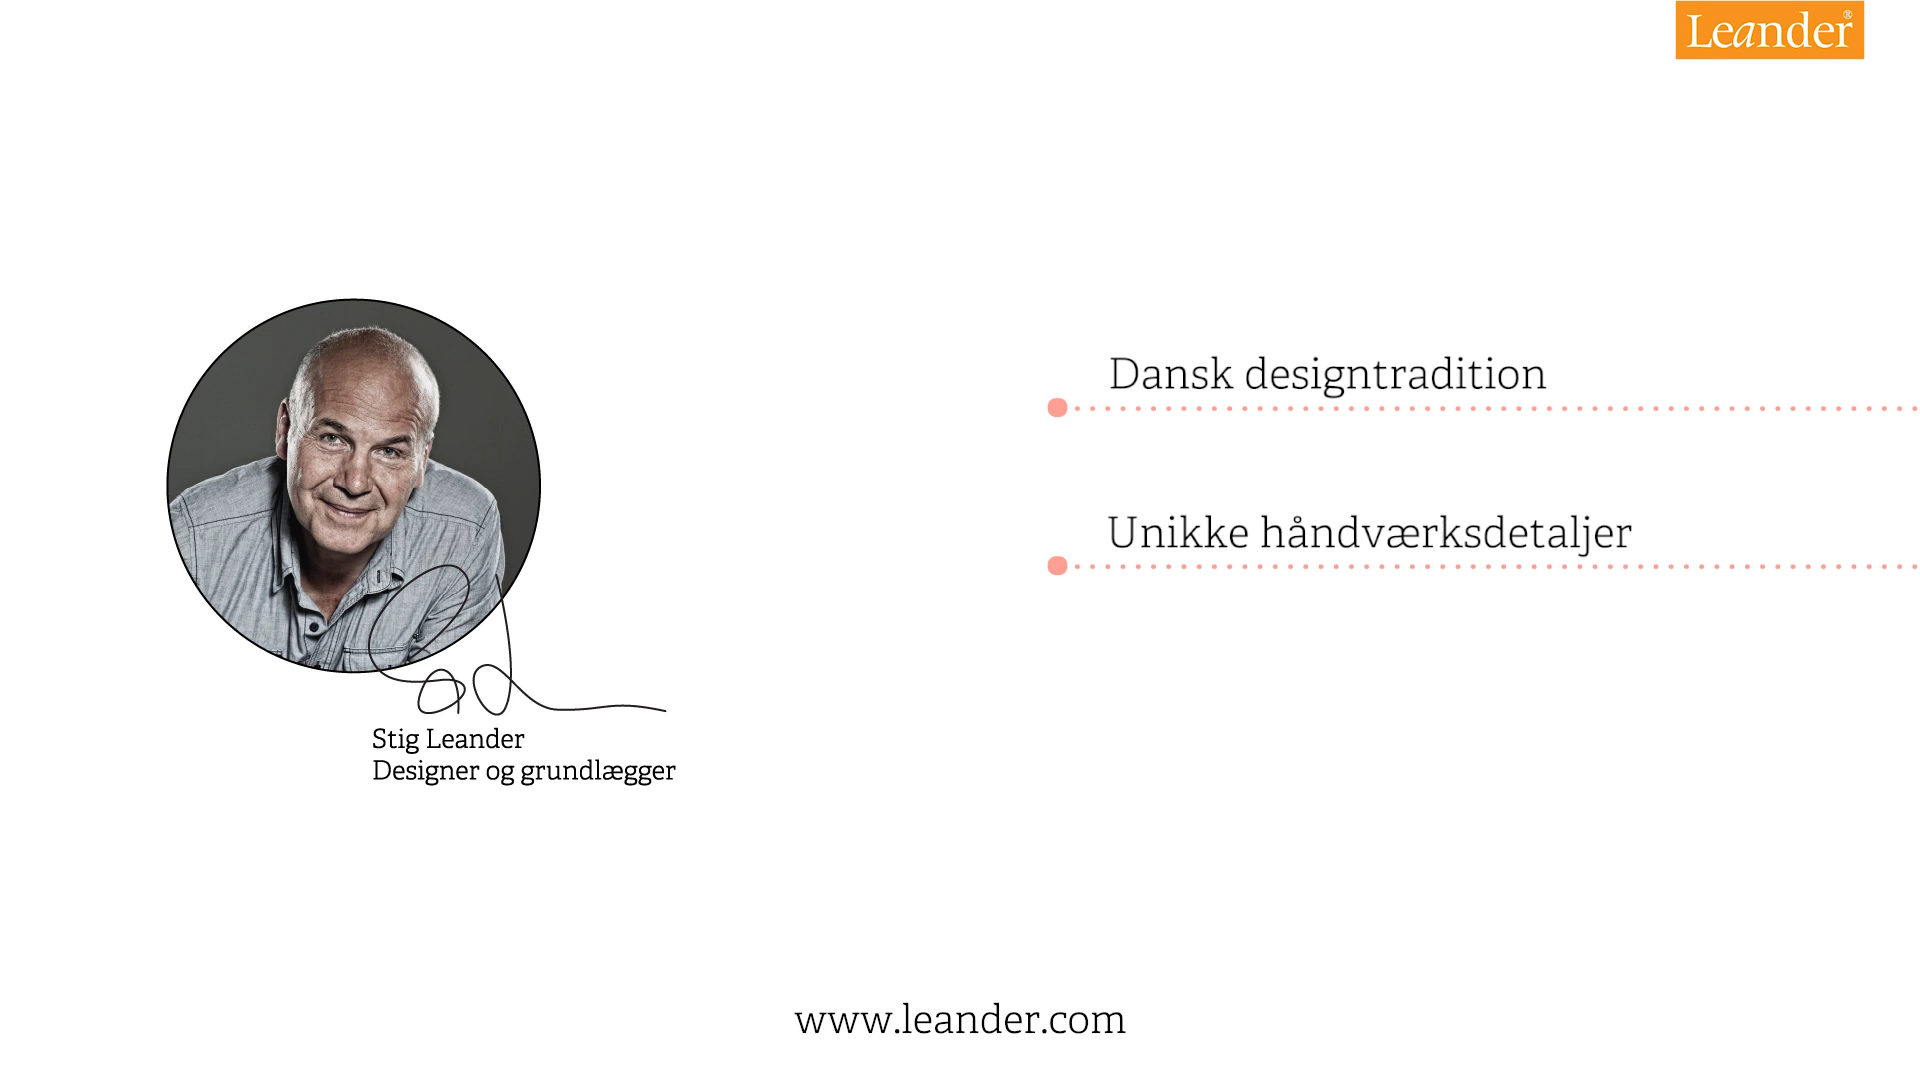 Leander®
Dansk designtradition
Unikke håndværksdetaljer
Stig Leander
Designer og grundlægger
www.leander.com